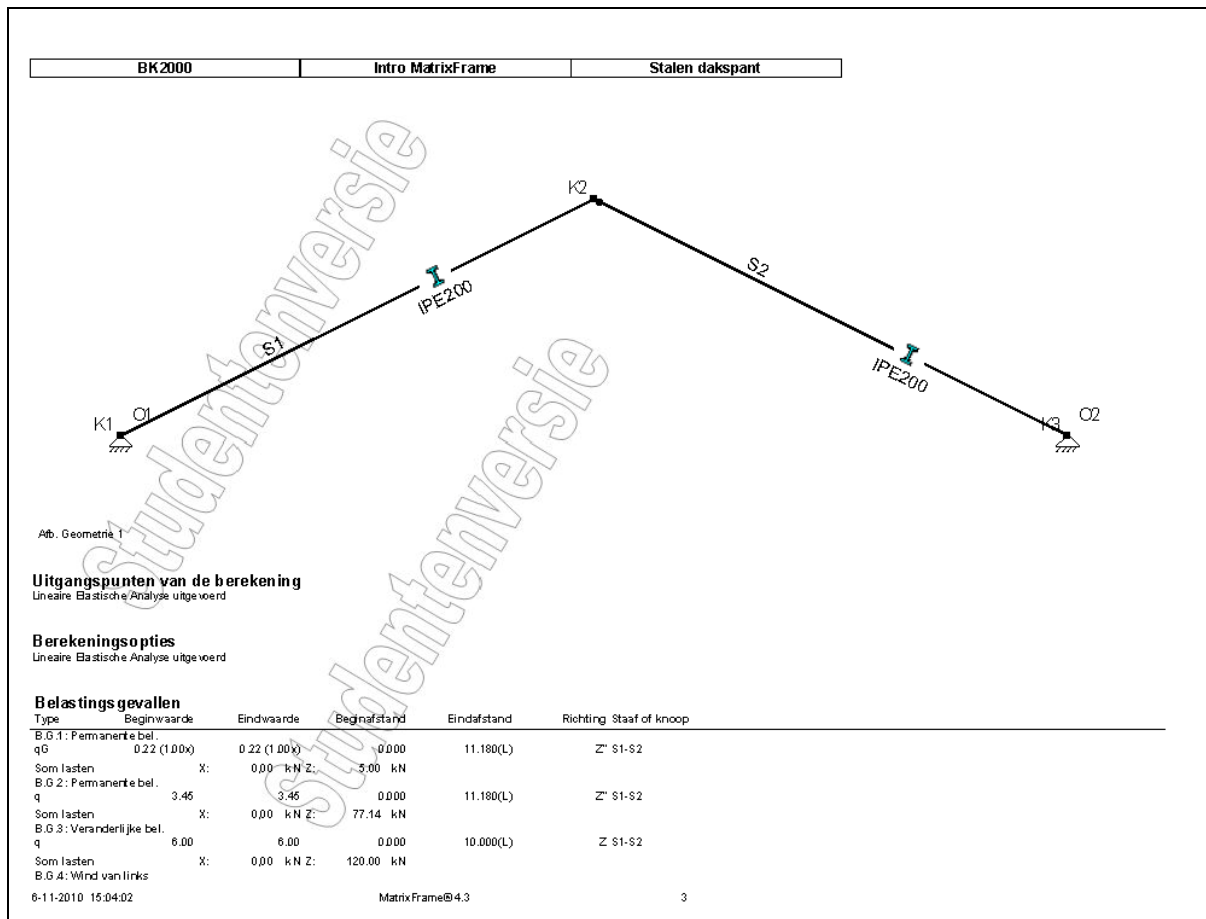 BK2000 Intro MatrixFrame Stalen dakspant
K2
S2
IPE200
S1
IPE200
K1 O1
K3 O2
Studentenversie
Studentenversie
Afb. Geometrie 1
Uitgangspunten van de berekening
Lineaire Elastische Analyse uitgevoerd
Berekeningsopties
Lineaire Elastische Analyse uitgevoerd
Belastingsgevallen
Type Beginwaarde Eindwaarde Beginafstand Eindafstand Richting Staaf of knoop
B.G.1: Permanente bel.
qG 0.22 (1.00x) 0.22 (1.00x) 0.000 11.180(L) Z" S1-S2
Som lasten X: 0,00 kN Z: 5.00 kN
B.G.2: Permanente bel.
q 3.45 3.45 0.000 11.180(L) Z" S1-S2
Som lasten X: 0,00 kN Z: 77.14 kN
B.G.3: Veranderlijke bel.
q 6.00 6.00 0.000 10.000(L) Z S1-S2
Som lasten X: 0,00 kN Z: 120.00 kN
B.G.4: Wind van links
6-11-2010 15:04:02 MatrixFrame® 4.3 3